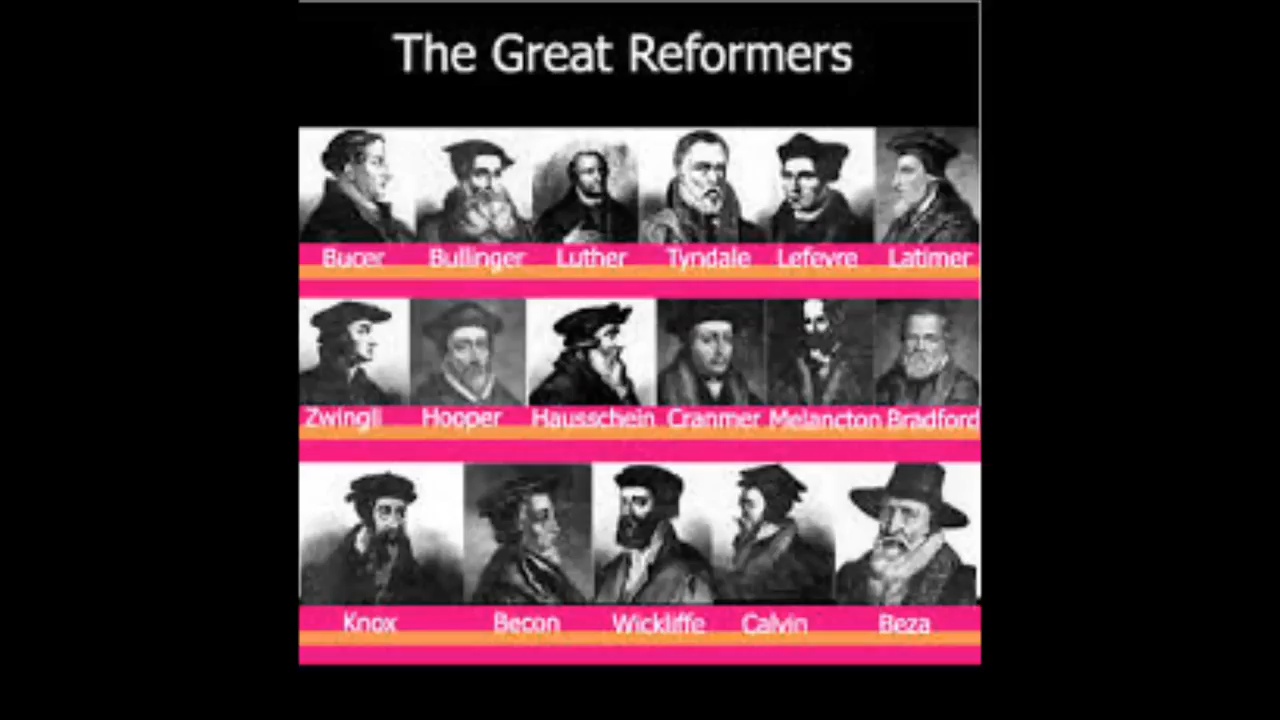 The Great Reformers
Bucer Bullinger Luther Tyndale Lefevre Latimer
Zwingli Hooper Hausschein Cranmer Melancton Bradford
Knox Becon Wickliffe Calvin Beza